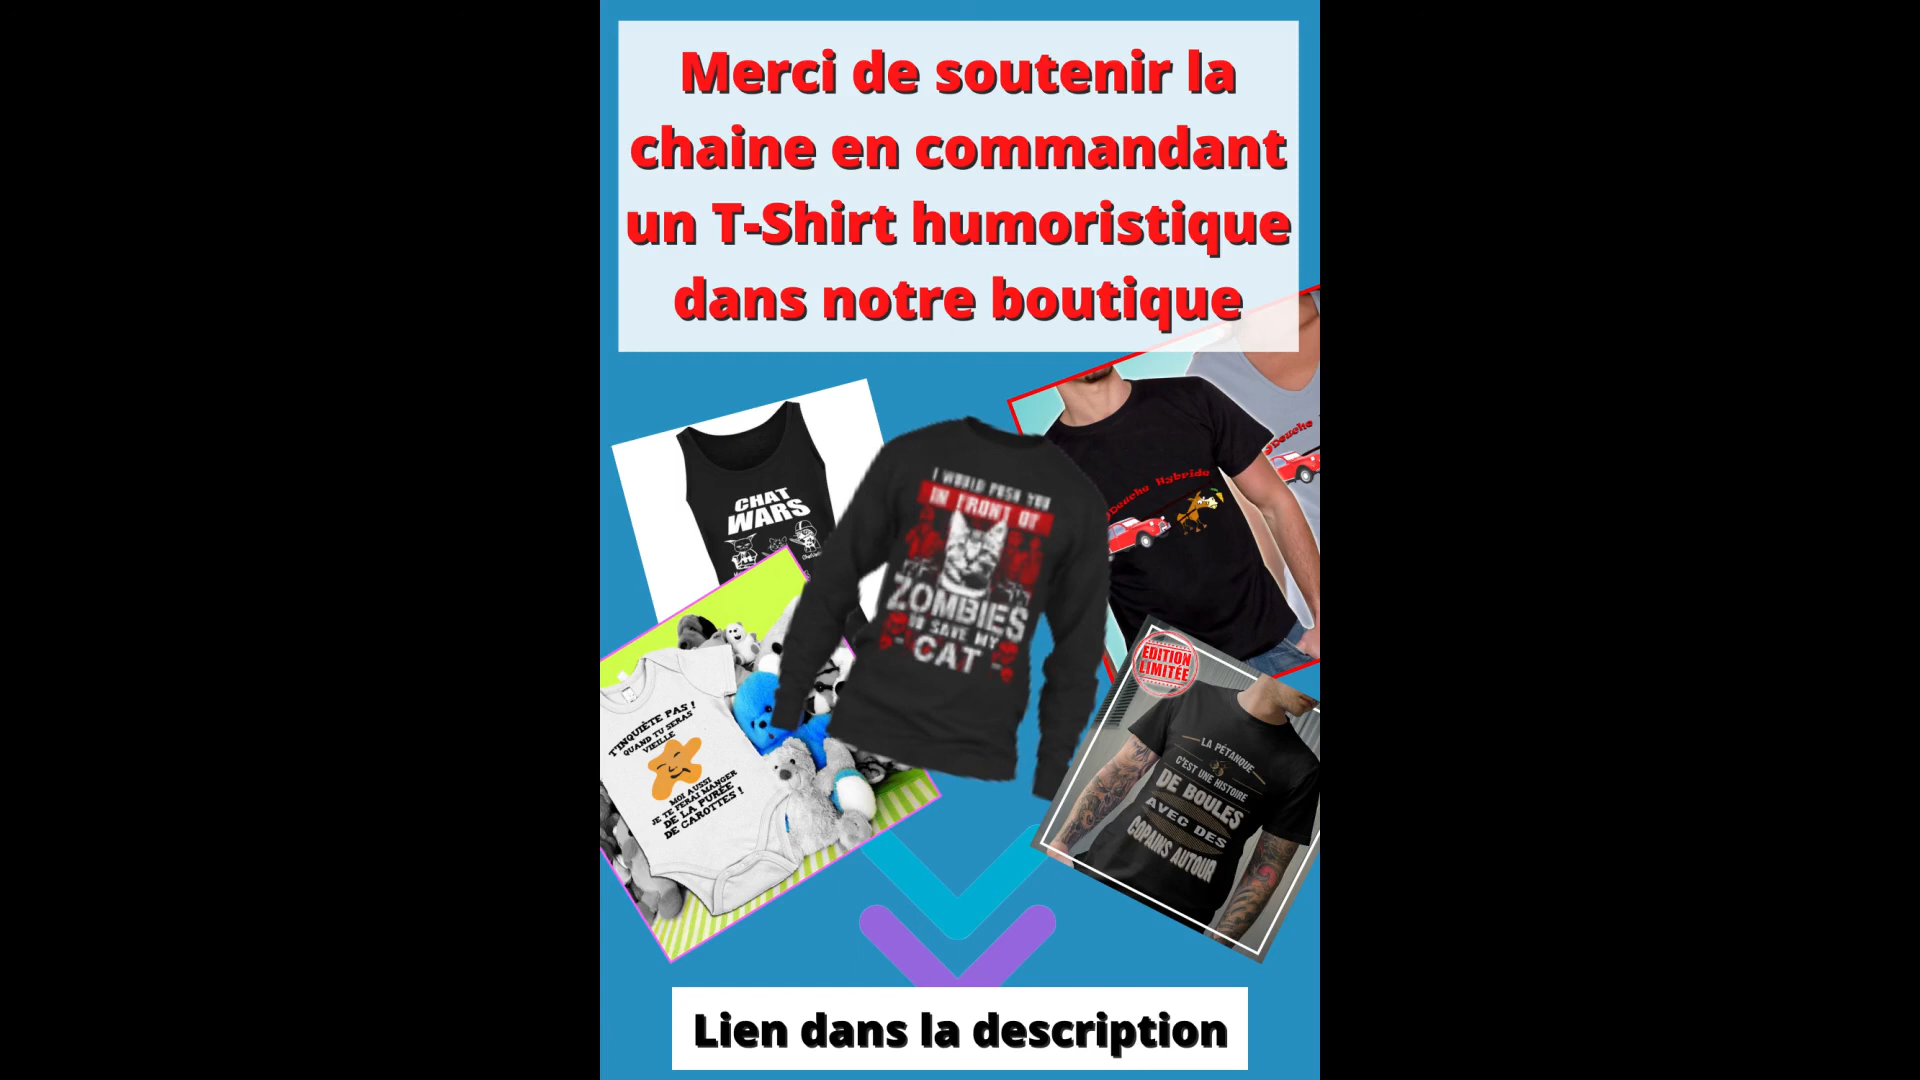 Merci de soutenir la
chaine en commandant
un T-Shirt humoristique
dans notre boutique
CHAT
WARS
I WOULD PUSH YOU
IN FRONT OF
ZOMBIES
TO SAVE MY
CAT
Deuche Hybride
Deuche
T'INQUIÈTE PAS !
QUAND TU SERAS
VIEILLE
MOI AUSSI
JE TE FERAI MANGER
DE LA PURÉE
DE CAROTTES !
EDITION
LIMITÉE
LA PÉTANQUE
C'EST UNE HISTOIRE
DE BOULES
AVEC DES
COPAINS AUTOUR
Lien dans la description